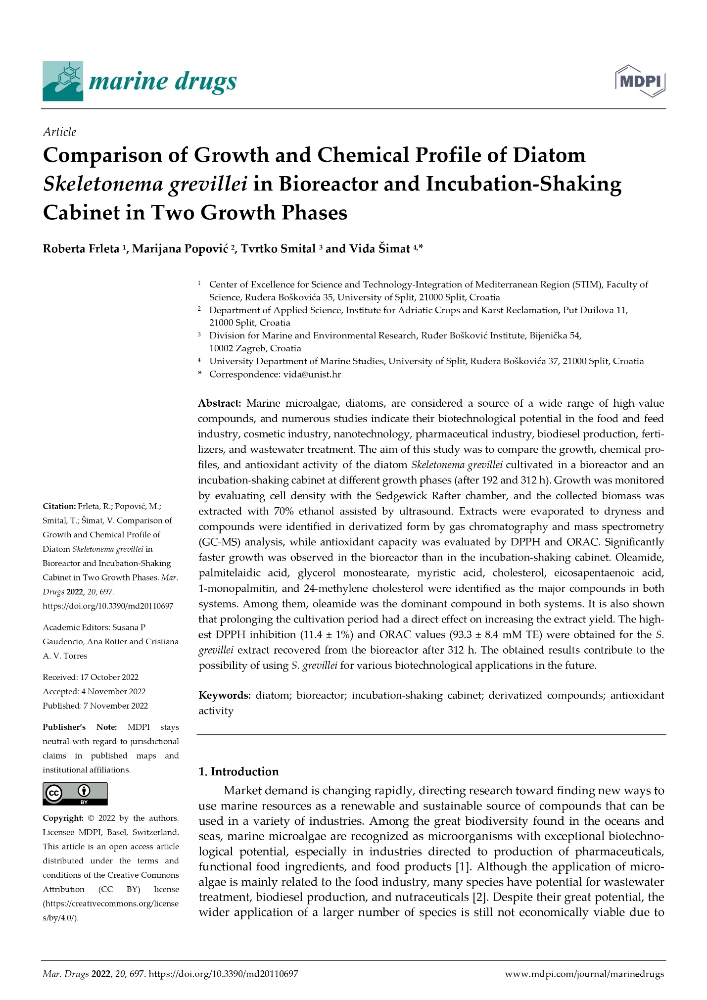 marine drugs
MDPI
Article
Comparison of Growth and Chemical Profile of Diatom
Skeletonema grevillei in Bioreactor and Incubation-Shaking
Cabinet in Two Growth Phases
Roberta Frleta 1, Marijana Popović 2, Tvrtko Smital 3 and Vida Šimat 4,*
1 Center of Excellence for Science and Technology-Integration of Mediterranean Region (STIM), Faculty of
Science, Ruđera Boškovića 35, University of Split, 21000 Split, Croatia
2 Department of Applied Science, Institute for Adriatic Crops and Karst Reclamation, Put Duilova 11,
21000 Split, Croatia
3 Division for Marine and Environmental Research, Ruđer Bošković Institute, Bijenička 54,
10002 Zagreb, Croatia
4 University Department of Marine Studies, University of Split, Ruđera Boškovića 37, 21000 Split, Croatia
* Correspondence: vida@unist.hr
Abstract: Marine microalgae, diatoms, are considered a source of a wide range of high-value
compounds, and numerous studies indicate their biotechnological potential in the food and feed
industry, cosmetic industry, nanotechnology, pharmaceutical industry, biodiesel production, ferti-
lizers, and wastewater treatment. The aim of this study was to compare the growth, chemical pro-
files, and antioxidant activity of the diatom Skeletonema grevillei cultivated in a bioreactor and an
incubation-shaking cabinet at different growth phases (after 192 and 312 h). Growth was monitored
by evaluating cell density with the Sedgewick Rafter chamber, and the collected biomass was
extracted with 70% ethanol assisted by ultrasound. Extracts were evaporated to dryness and
compounds were identified in derivatized form by gas chromatography and mass spectrometry
(GC-MS) analysis, while antioxidant capacity was evaluated by DPPH and ORAC. Significantly
faster growth was observed in the bioreactor than in the incubation-shaking cabinet. Oleamide,
palmitelaidic acid, glycerol monostearate, myristic acid, cholesterol, eicosapentaenoic acid,
1-monopalmitin, and 24-methylene cholesterol were identified as the major compounds in both
systems. Among them, oleamide was the dominant compound in both systems. It is also shown
that prolonging the cultivation period had a direct effect on increasing the extract yield. The high-
est DPPH inhibition (11.4 ± 1%) and ORAC values (93.3 ± 8.4 mM TE) were obtained for the S.
grevillei extract recovered from the bioreactor after 312 h. The obtained results contribute to the
possibility of using S. grevillei for various biotechnological applications in the future.
Keywords: diatom; bioreactor; incubation-shaking cabinet; derivatized compounds; antioxidant
activity
Citation: Frleta, R.; Popović, M.;
Smital, T.; Šimat, V. Comparison of
Growth and Chemical Profile of
Diatom Skeletonema grevillei in
Bioreactor and Incubation-Shaking
Cabinet in Two Growth Phases. Mar.
Drugs 2022, 20, 697.
https://doi.org/10.3390/md20110697
Academic Editors: Susana P
Gaudencio, Ana Rotter and Cristiana
A. V. Torres
Received: 17 October 2022
Accepted: 4 November 2022
Published: 7 November 2022
Publisher's Note: MDPI stays
neutral with regard to jurisdictional
claims in published maps and
institutional affiliations.
cc
BY
Copyright: © 2022 by the authors.
Licensee MDPI, Basel, Switzerland.
This article is an open access article
distributed under the terms and
conditions of the Creative Commons
Attribution (CC BY) license
(https://creativecommons.org/license
s/by/4.0/).
1. Introduction
Market demand is changing rapidly, directing research toward finding new ways to
use marine resources as a renewable and sustainable source of compounds that can be
used in a variety of industries. Among the great biodiversity found in the oceans and
seas, marine microalgae are recognized as microorganisms with exceptional biotechno-
logical potential, especially in industries directed to production of pharmaceuticals,
functional food ingredients, and food products [1]. Although the application of micro-
algae is mainly related to the food industry, many species have potential for wastewater
treatment, biodiesel production, and nutraceuticals [2]. Despite their great potential, the
wider application of a larger number of species is still not economically viable due to
Mar. Drugs 2022, 20, 697. https://doi.org/10.3390/md20110697
www.mdpi.com/journal/marinedrugs